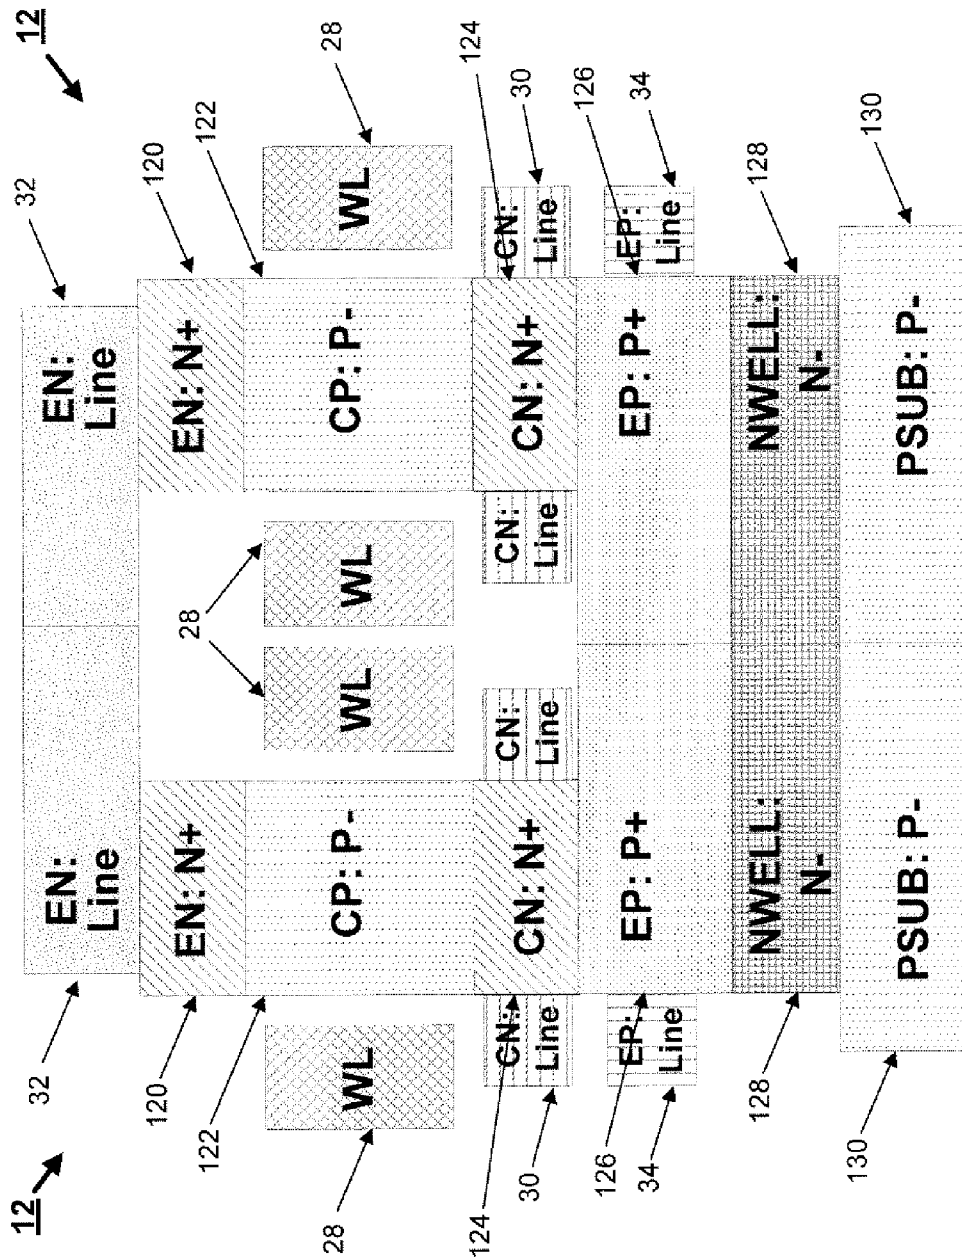 12
12
32
32
EN:
Line
EN:
Line
120
120
EN: N+
EN: N+
122
28
122
28
28
WL
WL
WL
WL
CP: P-
CP: P-
124
124
30
30
CN:
Line
CN: N+
CN:
Line
CN:
Line
CN: N+
CN:
Line
126
126
34
34
EP:
Line
EP: P+
EP: P+
EP:
Line
128
128
NWELL:
N-
NWELL:
N-
130
130
PSUB: P-
PSUB: P-